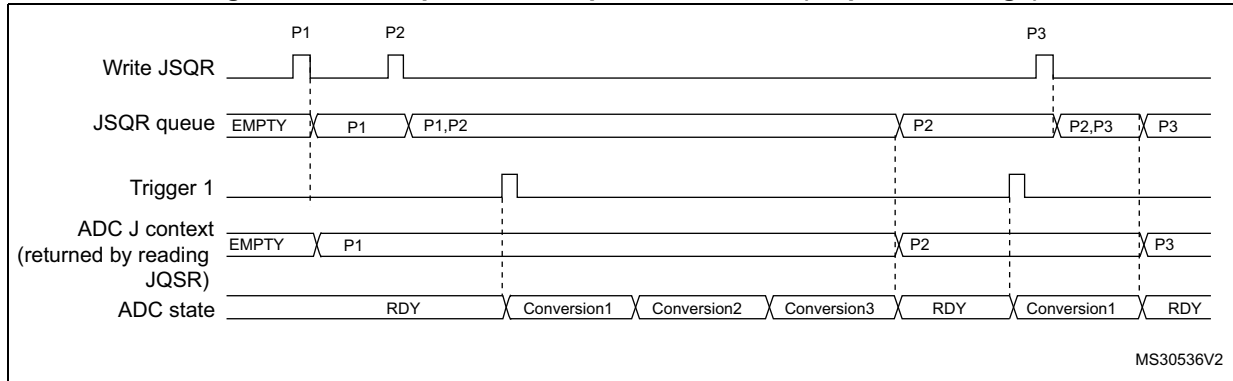 P1 P2 P3
Write JSQR
JSQR queue EMPTY P1 P1,P2 P2 P2,P3 P3
Trigger 1
ADC J context
(returned by reading
JQSR)
EMPTY P1 P2 P3
ADC state RDY Conversion1 Conversion2 Conversion3 RDY Conversion1 RDY
MS30536V2